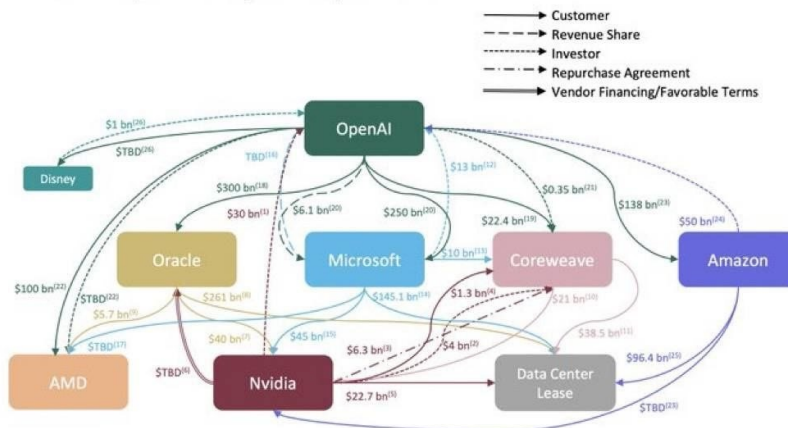 Customer
Revenue Share
Investor
Repurchase Agreement
Vendor Financing/Favorable Terms
OpenAI
$1 bn(25)
$TBD(26)
Disney
TBD(16)
$13 bn(12)
$300 bn(18)
$30 bn(1)
$6.1 bn(20)
$250 bn(20)
$22.4 bn(19)
$0.35 bn(21)
$138 bn(23)
$50 bn(24)
Oracle
Microsoft
$10 bn(13)
Coreweave
Amazon
$100 bn(22)
$TBD(22)
$5.7 bn(9)
$261 bn(8)
$145.1 bn(14)
$1.3 bn(4)
$21 bn(10)
$TBD(17)
$40 bn(7)
$45 bn(15)
$6.3 bn(3)
$4 bn(2)
$38.5 bn(11)
AMD
$TBD(6)
Nvidia
$22.7 bn(5)
Data Center
Lease
$96.4 bn(25)
$TBD(23)